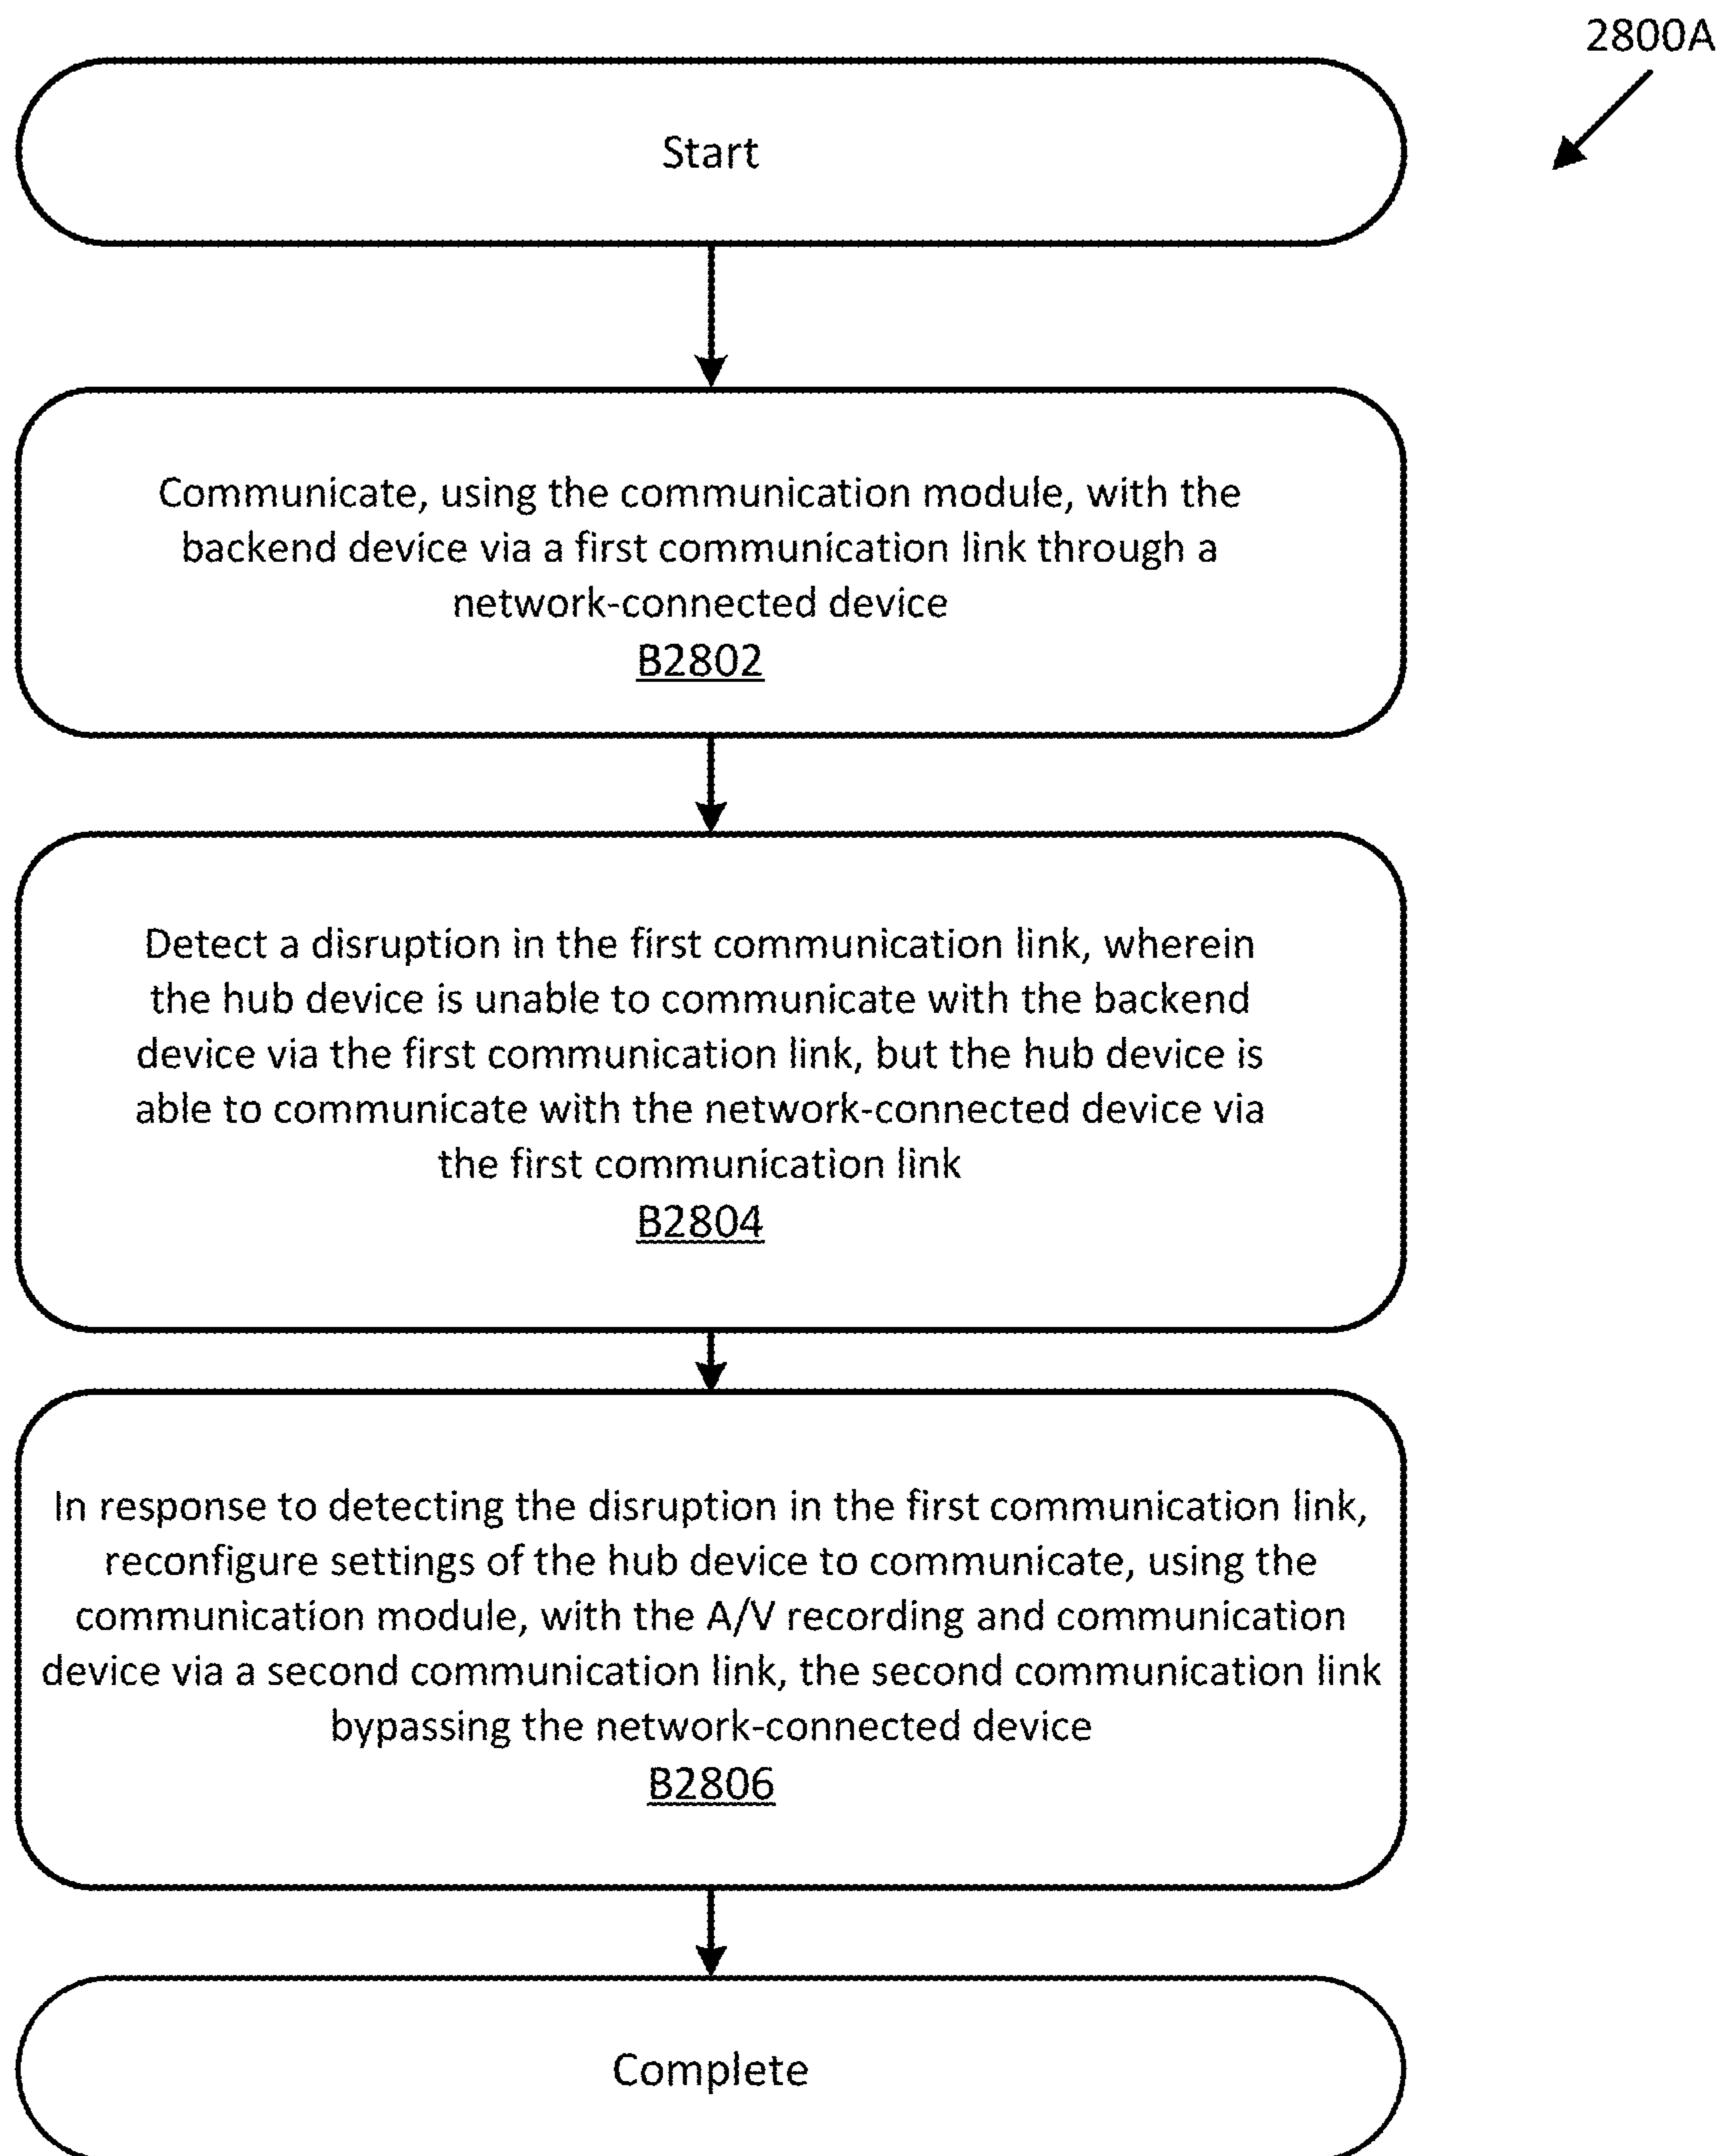 2800A
Start
Communicate, using the communication module, with the
backend device via a first communication link through a
network-connected device
B2802
Detect a disruption in the first communication link, wherein
the hub device is unable to communicate with the backend
device via the first communication link, but the hub device is
able to communicate with the network-connected device via
the first communication link
B2804
In response to detecting the disruption in the first communication link,
reconfigure settings of the hub device to communicate, using the
communication module, with the A/V recording and communication
device via a second communication link, the second communication link
bypassing the network-connected device
B2806
Complete